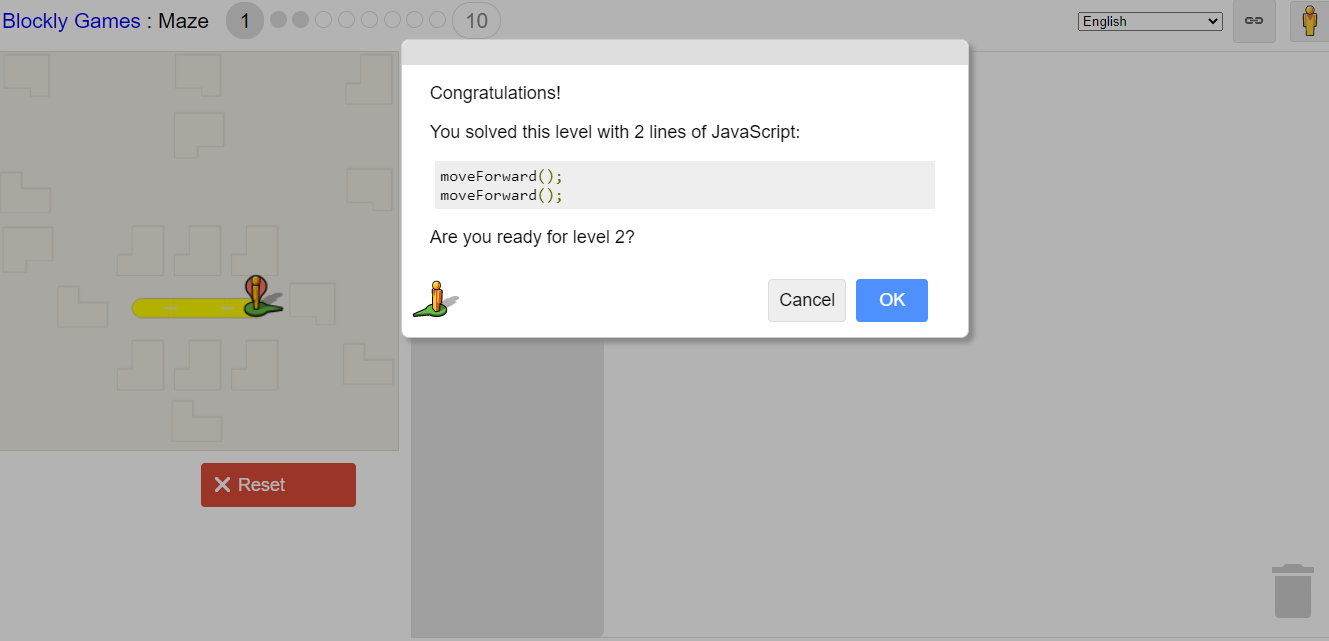 Blockly Games : Maze 1 10 English
Congratulations!
You solved this level with 2 lines of JavaScript:
moveForward();
moveForward();
Are you ready for level 2?
Cancel OK
Reset